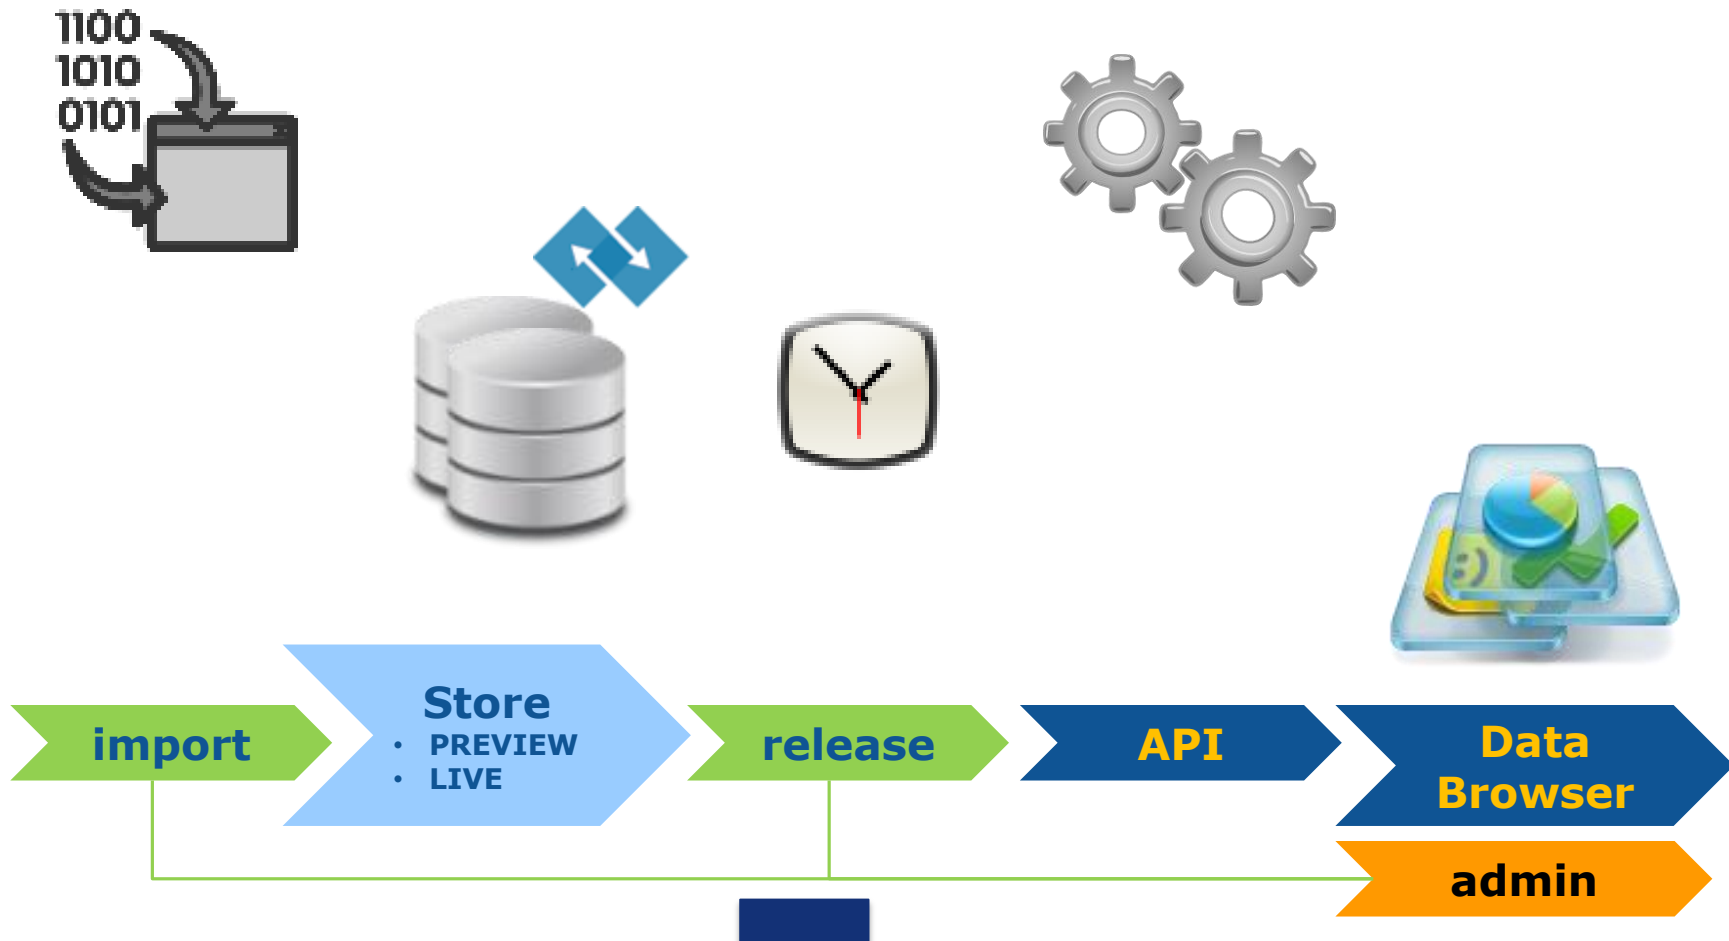 1100
1010
0101
import
Store
• PREVIEW
• LIVE
release
API
Data
Browser
admin